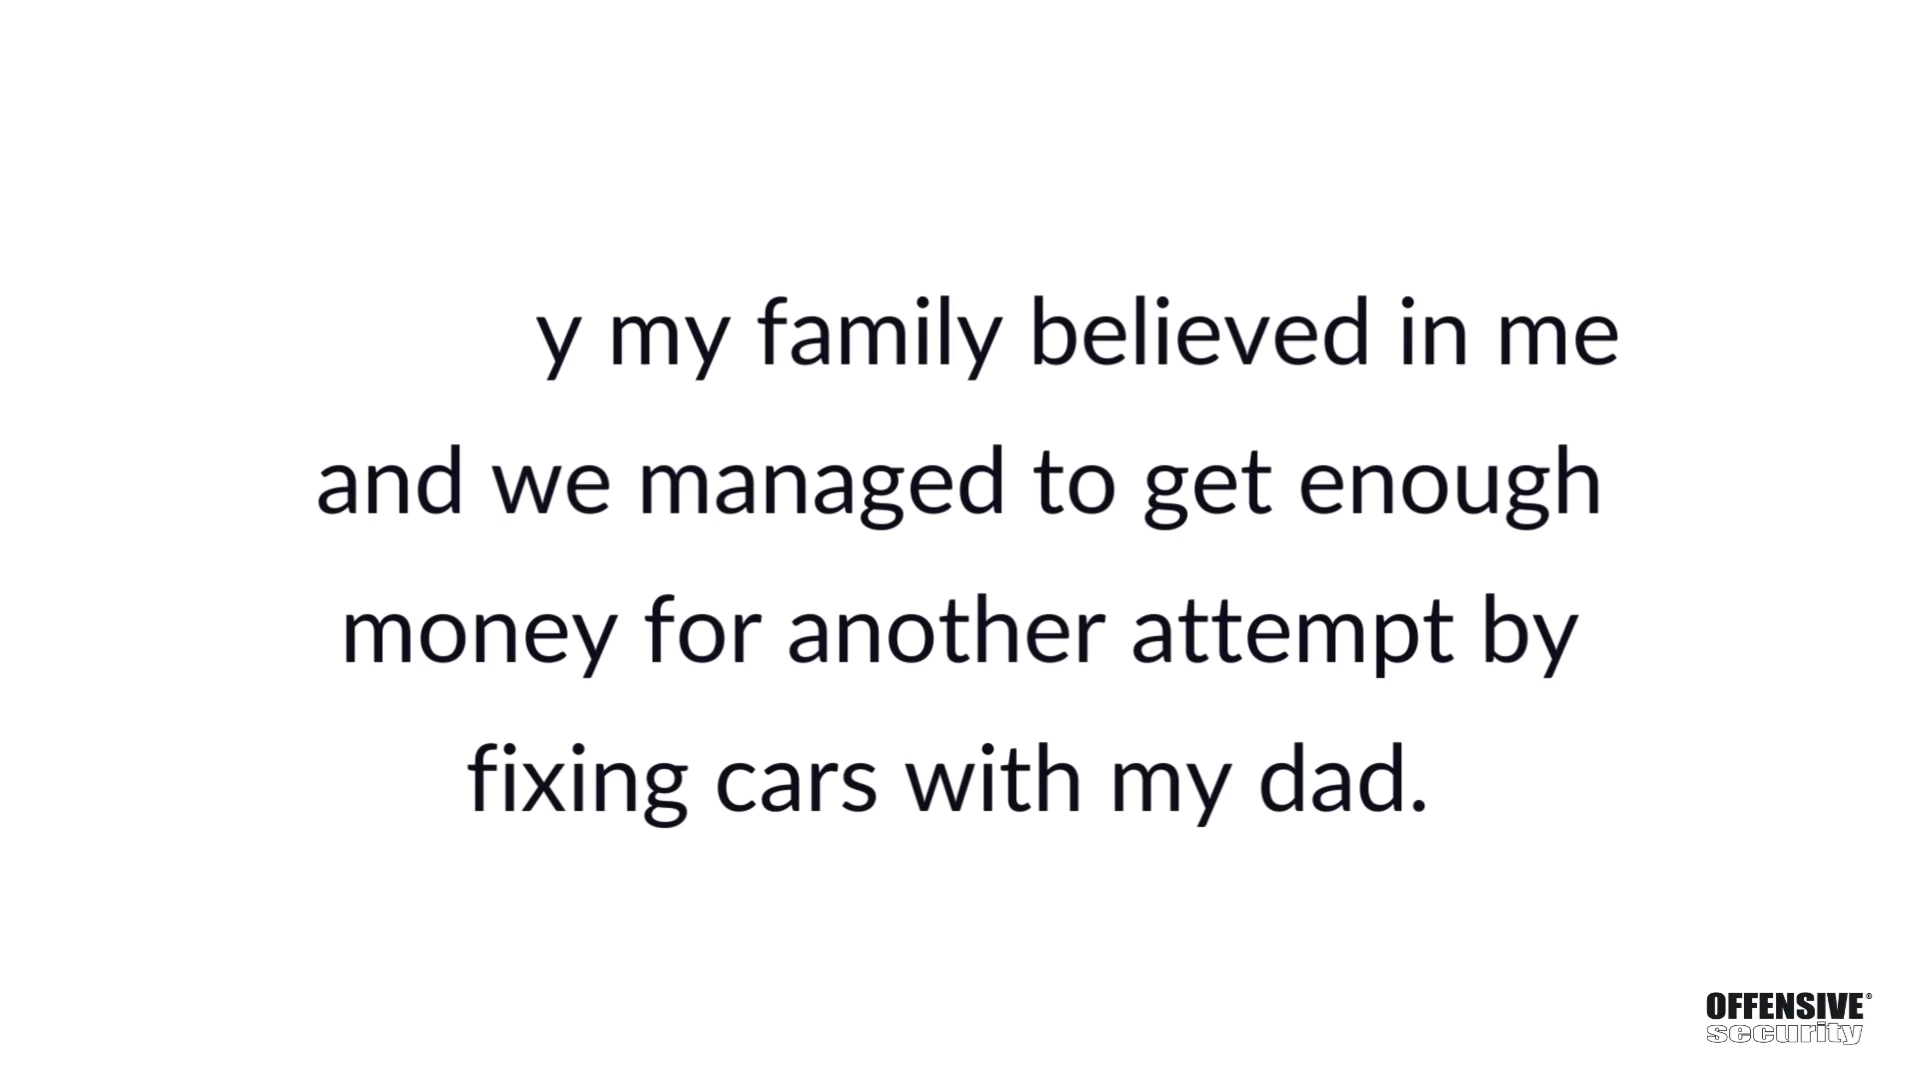 y my family believed in me
and we managed to get enough
money for another attempt by
fixing cars with my dad.
OFFENSIVE®
security